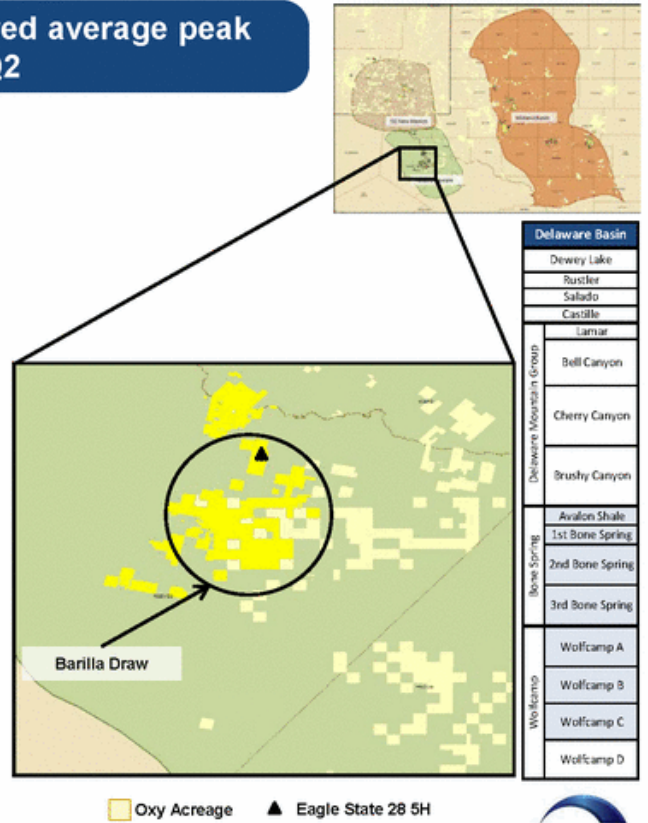 ed average peak
2
Delaware Basin
Dewey Lake
Rustler
Salado
Castille
Delaware Mountain Group
Lamar
Bell Canyon
Cherry Canyon
Brushy Canyon
Bone Spring
Avalon Shale
1st Bone Spring
2nd Bone Spring
3rd Bone Spring
Wolfcamp
Wolfcamp A
Wolfcamp B
Wolfcamp C
Wolfcamp D
Barilla Draw
Oxy Acreage
Eagle State 28 5H